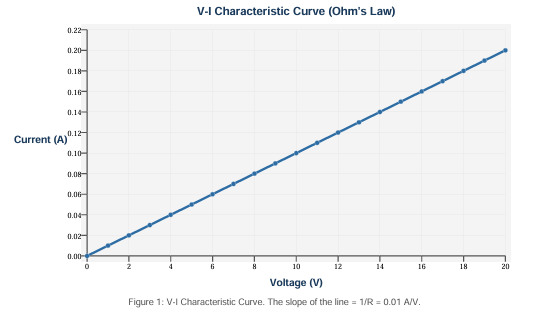 V-I Characteristic Curve (Ohm's Law)
0.22
0.20
0.18
0.16
0.14
0.12
Current (A)
0.10
0.08
0.06
0.04
0.02
0.00
0 2 4 6 8 10 12 14 16 18 20
Voltage (V)
Figure 1: V-I Characteristic Curve. The slope of the line = 1/R = 0.01 A/V.